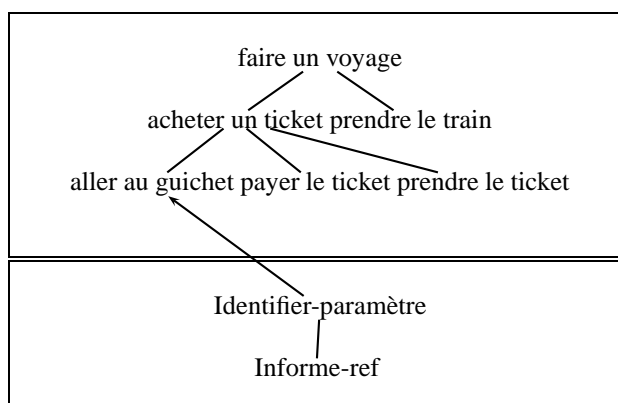 faire un voyage
acheter un ticket prendre le train
aller au guichet payer le ticket prendre le ticket
Identifier-paramètre
Informe-ref